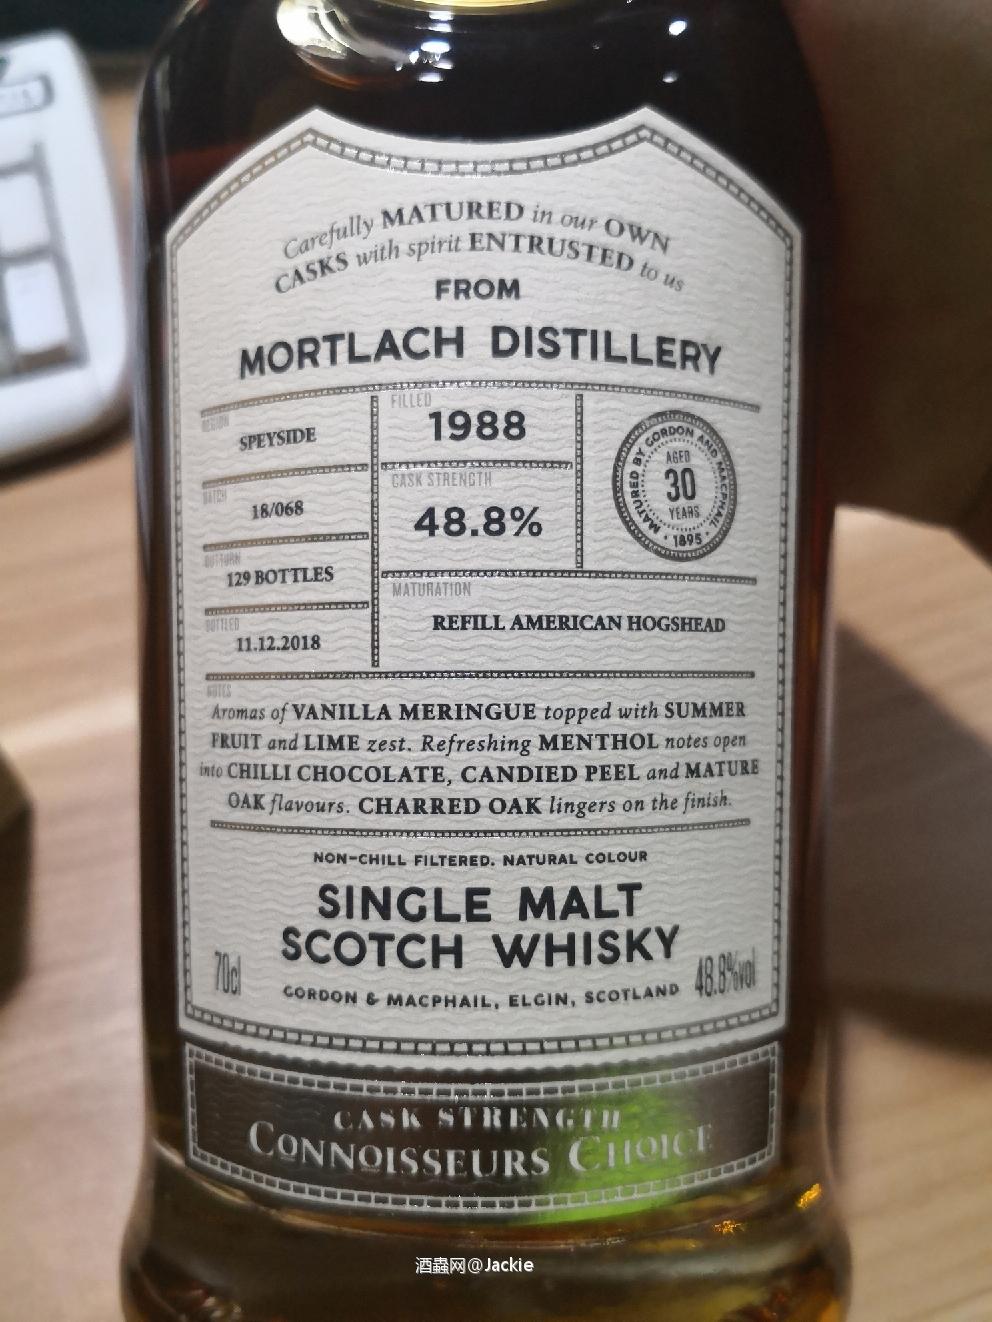 Carefully MATURED in our OWN
CASKS with spirit ENTRUSTED to us
FROM
MORTLACH DISTILLERY
REGION
SPEYSIDE
BATCH
18/068
OUTTURN
129 BOTTLES
BOTTLED
11.12.2018
FILLED
1988
CASK STRENGTH
48.8%
MATURATION
REFILL AMERICAN HOGSHEAD
MATURED BY GORDON AND MACPHAIL
AGED
30
YEARS
• 1895 •
NOTES
Aromas of VANILLA MERINGUE topped with SUMMER
FRUIT and LIME zest. Refreshing MENTHOL notes open
into CHILLI CHOCOLATE, CANDIED PEEL and MATURE
OAK flavours. CHARRED OAK lingers on the finish.
NON-CHILL FILTERED. NATURAL COLOUR
SINGLE MALT
SCOTCH WHISKY
70cl
GORDON & MACPHAIL, ELGIN, SCOTLAND
48.8%vol
CASK STRENGTH
CONNOISSEURS CHOICE
酒蟲网@Jackie